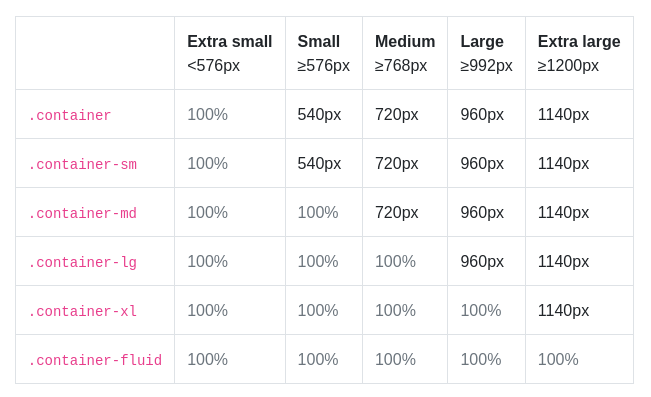 Extra small Small Medium Large Extra large
<576px ≥576px ≥768px ≥992px ≥1200px
.container 100% 540px 720px 960px 1140px
.container-sm 100% 540px 720px 960px 1140px
.container-md 100% 100% 720px 960px 1140px
.container-lg 100% 100% 100% 960px 1140px
.container-xl 100% 100% 100% 100% 1140px
.container-fluid 100% 100% 100% 100% 100%